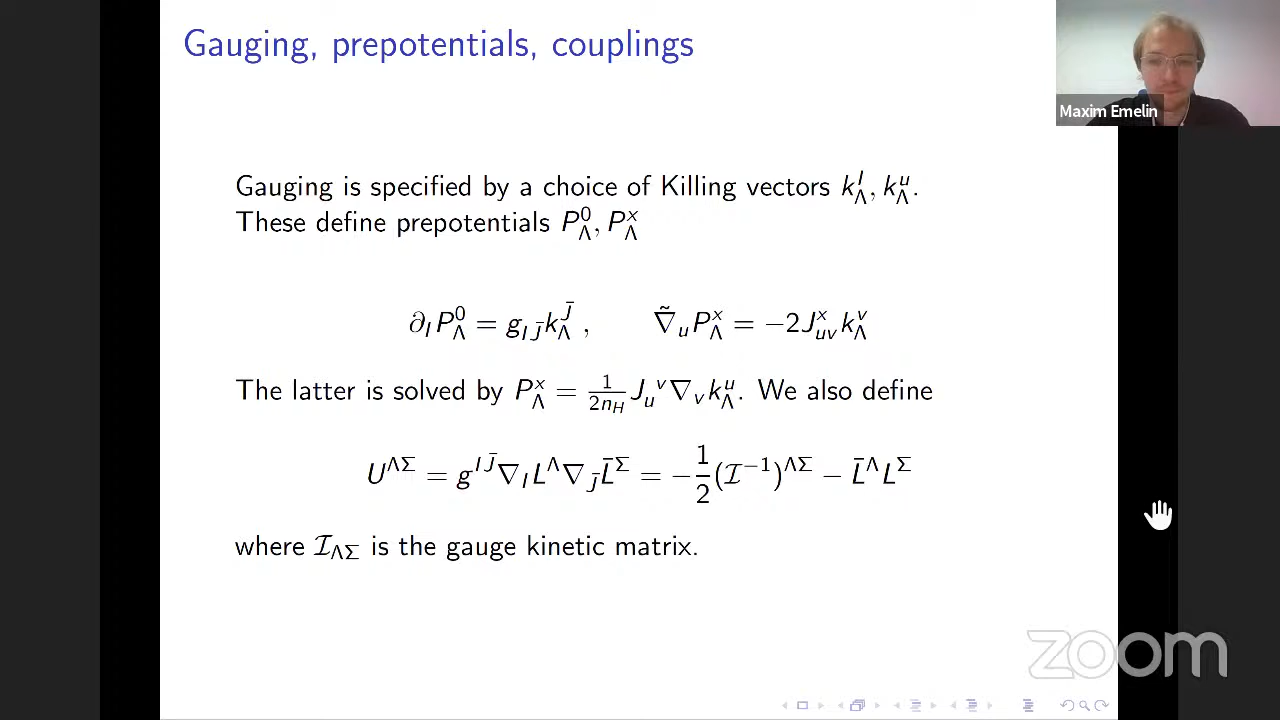 Gauging, prepotentials, couplings
Maxim Emelin
Gauging is specified by a choice of Killing vectors $k^I_\Lambda, k^u_\Lambda$.
These define prepotentials $P^0_\Lambda, P^x_\Lambda$
$\partial_I P^0_\Lambda = g_{I\bar{J}} k^{\bar{J}}_\Lambda \ , \qquad \tilde{\nabla}_u P^x_\Lambda = -2 J^x_{uv} k^v_\Lambda$
The latter is solved by $P^x_\Lambda = \frac{1}{2n_H} J_u{}^v \nabla_v k^u_\Lambda$. We also define
$U^{\Lambda\Sigma} = g^{I\bar{J}} \nabla_I L^\Lambda \nabla_{\bar{J}} \bar{L}^\Sigma = -\frac{1}{2} (\mathcal{I}^{-1})^{\Lambda\Sigma} - \bar{L}^\Lambda L^\Sigma$
where $\mathcal{I}_{\Lambda\Sigma}$ is the gauge kinetic matrix.
zoom